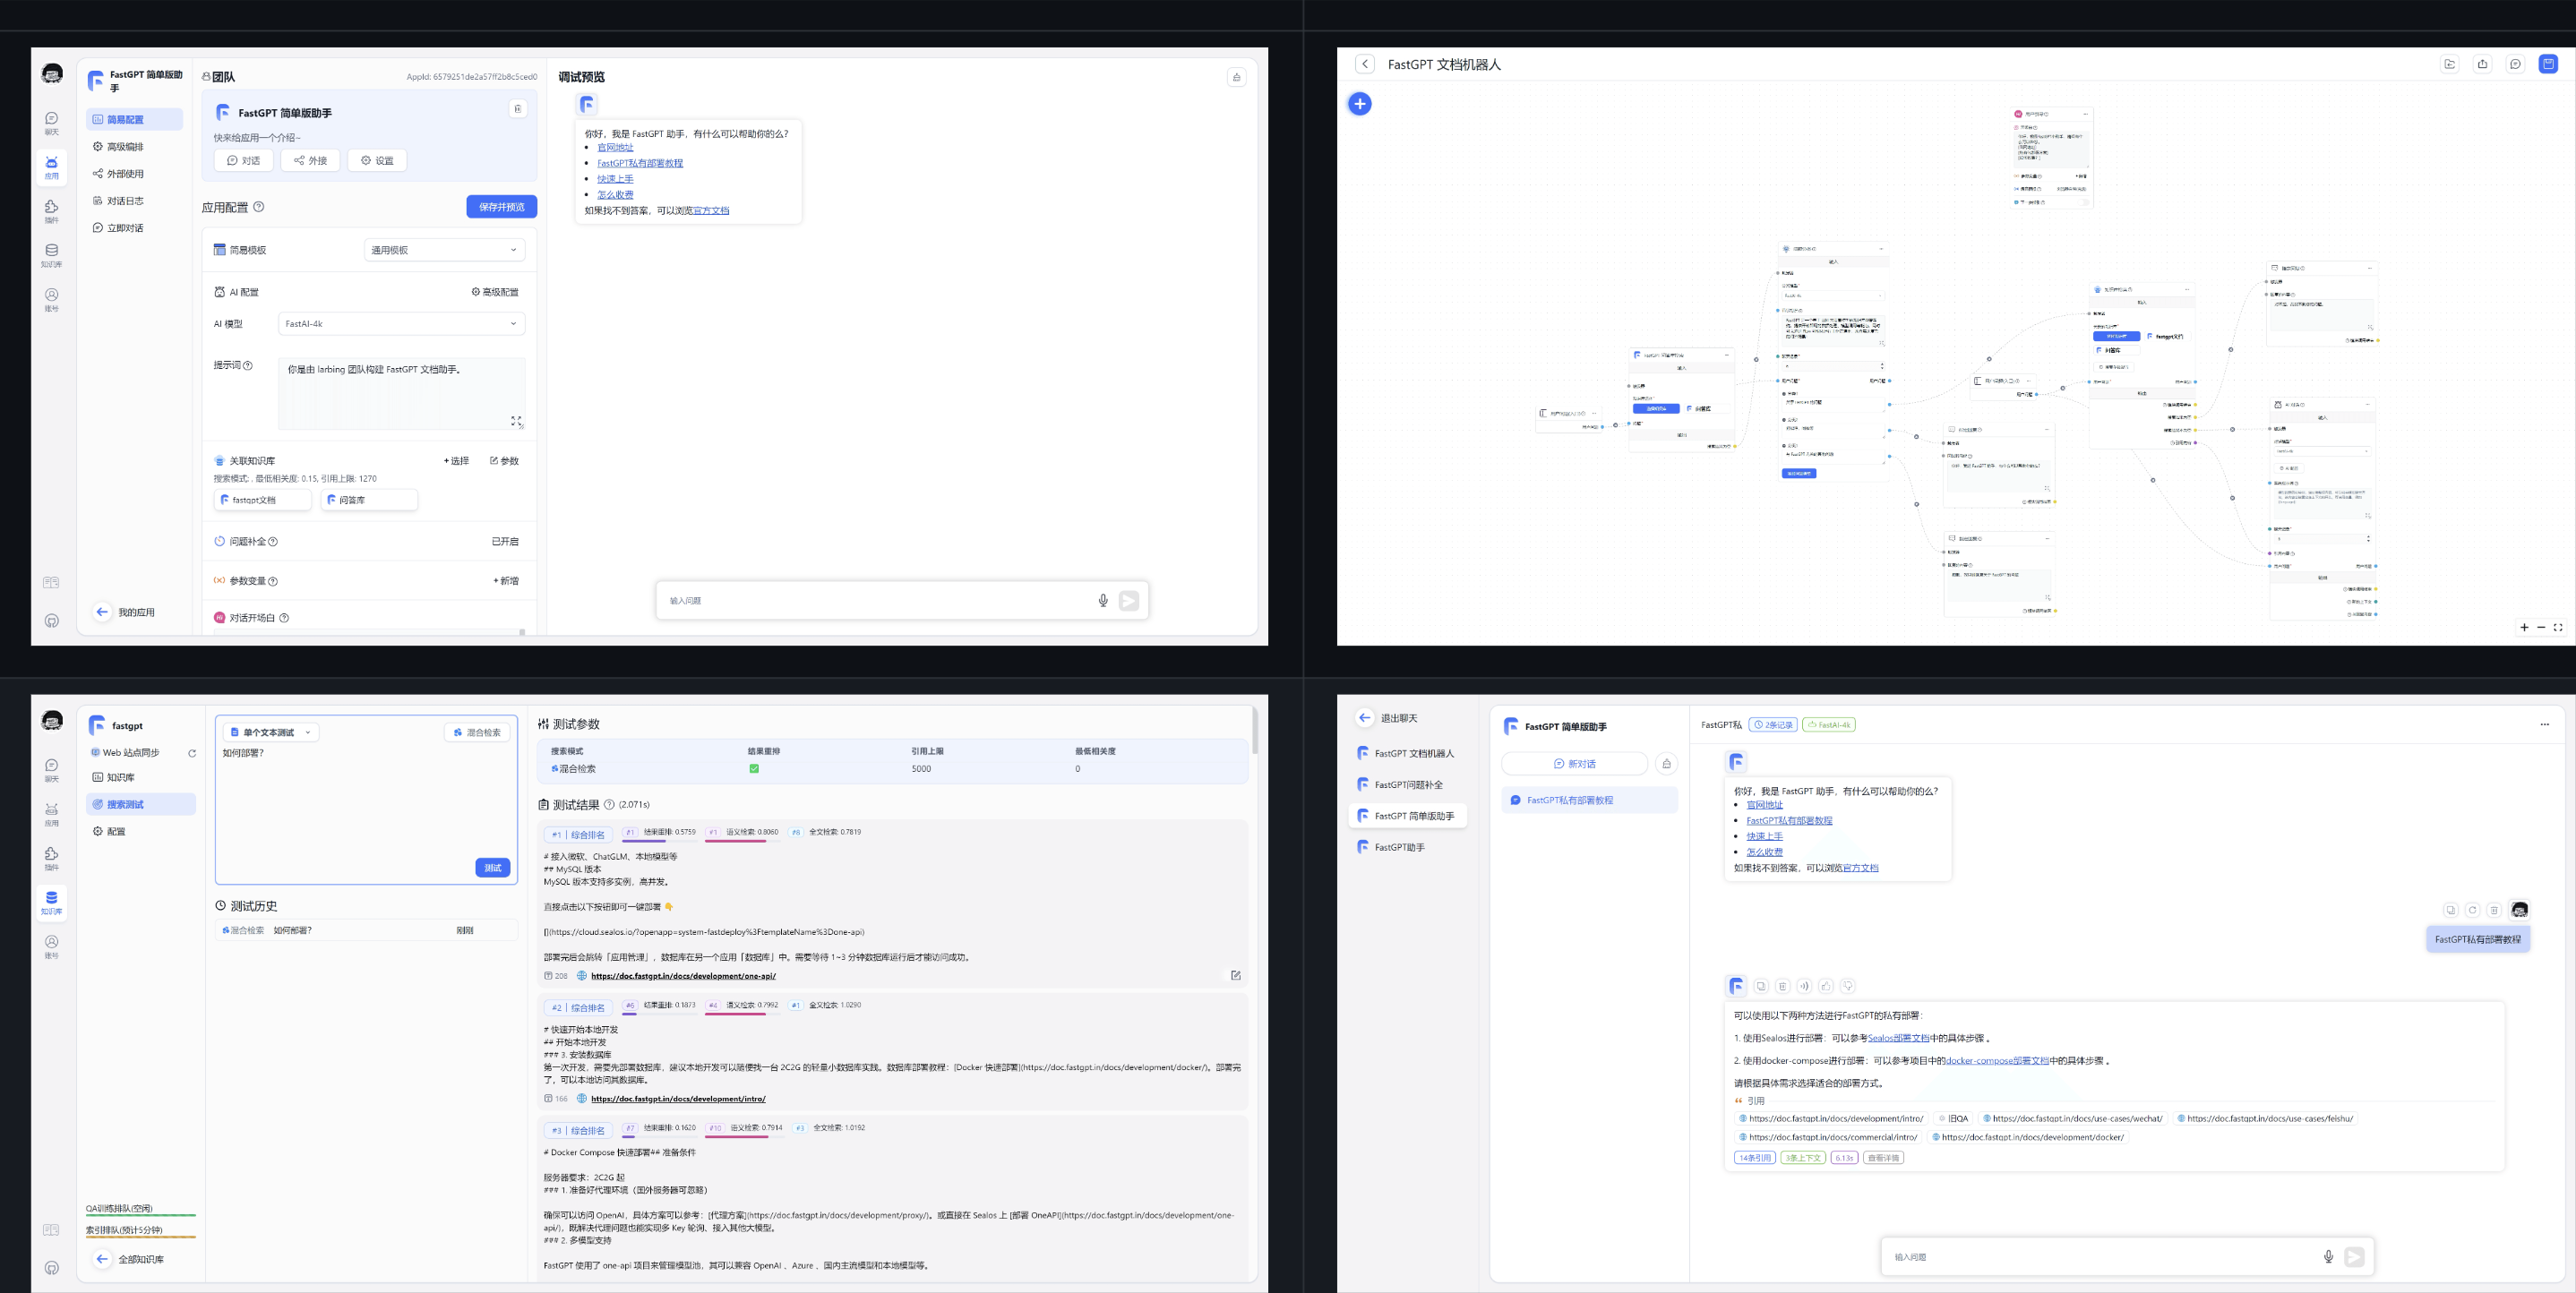 FastGPT 简单版助手
简易配置
高级编排
外部使用
对话日志
立即对话
我的应用
聊天
应用
插件
知识库
账号
团队
AppId: 6579251de2a57ff2b8c5ced0
FastGPT 简单版助手
快来给应用一个介绍~
对话
外接
设置
应用配置
保存并预览
简易模板
通用模板
AI 配置
高级配置
AI 模型
FastAI-4k
提示词
你是由 larbing 团队构建 FastGPT 文档助手。
关联知识库
+选择
参数
搜索模式: , 最低相关度: 0.15, 引用上限: 1270
fastgpt文档
问答库
问题补全
已开启
参数变量
+新增
对话开场白
调试预览
你好，我是 FastGPT 助手，有什么可以帮助你的么？
官网地址
FastGPT私有部署教程
快速上手
怎么收费
如果找不到答案，可以浏览官方文档
输入问题
FastGPT 文档机器人
fastgpt文档
问答库
问答库
聊天
应用
插件
知识库
账号
fastgpt
Web 站点同步
知识库
搜索测试
配置
QA训练排队(空闲)
索引排队(预计5分钟)
全部知识库
单个文本测试
混合检索
如何部署？
测试
测试历史
混合检索 如何部署？ 刚刚
测试参数
搜索模式 结果重排 引用上限 最低相关度
混合检索 5000 0
测试结果 (2.071s)
#1 | 综合排名 #1 结果重排: 0.5759 #1 语义检索: 0.8060 #8 全文检索: 0.7819
# 接入微软、ChatGLM、本地模型等
## MySQL 版本
MySQL 版本支持多实例，高并发。
直接点击以下按钮即可一键部署 👇
[](https://cloud.sealos.io/?openapp=system-fastdeploy%3FtemplateName%3Done-api)
部署完后会跳转「应用管理」，数据库在另一个应用「数据库」中。需要等待 1~3 分钟数据库运行后才能访问成功。
208 https://doc.fastgpt.in/docs/development/one-api/
#2 | 综合排名 #6 结果重排: 0.1873 #4 语义检索: 0.7992 #1 全文检索: 1.0290
# 快速开始本地开发
## 开始本地开发
### 3. 安装数据库
第一次开发，需要先部署数据库，建议本地开发可以随便找一台 2C2G 的轻量小数据库实践。数据库部署教程：[Docker 快速部署](https://doc.fastgpt.in/docs/development/docker/)。部署完
了，可以本地访问其数据库。
166 https://doc.fastgpt.in/docs/development/intro/
#3 | 综合排名 #7 结果重排: 0.1620 #10 语义检索: 0.7914 #3 全文检索: 1.0192
# Docker Compose 快速部署## 准备条件
服务器要求：2C2G 起
### 1. 准备好代理环境（国外服务器可忽略）
确保可以访问 OpenAI，具体方案可以参考：[代理方案](https://doc.fastgpt.in/docs/development/proxy/)。或直接在 Sealos 上 [部署 OneAPI](https://doc.fastgpt.in/docs/development/one-
api/)，既解决代理问题也能实现多 Key 轮询、接入其他大模型。
### 2. 多模型支持
FastGPT 使用了 one-api 项目来管理模型池，其可以兼容 OpenAI 、Azure 、国内主流模型和本地模型等。
退出聊天
FastGPT 文档机器人
FastGPT问题补全
FastGPT 简单版助手
FastGPT助手
FastGPT 简单版助手
新对话
FastGPT私有部署教程
FastGPT私 2条记录 FastAI-4k
你好，我是 FastGPT 助手，有什么可以帮助你的么？
官网地址
FastGPT私有部署教程
快速上手
怎么收费
如果找不到答案，可以浏览官方文档
FastGPT私有部署教程
可以使用以下两种方法进行FastGPT的私有部署：
1. 使用Sealos进行部署：可以参考Sealos部署文档中的具体步骤 。
2. 使用docker-compose进行部署：可以参考项目中的docker-compose部署文档中的具体步骤 。
请根据具体需求选择适合的部署方式。
引用
https://doc.fastgpt.in/docs/development/intro/ 旧QA https://doc.fastgpt.in/docs/use-cases/wechat/ https://doc.fastgpt.in/docs/use-cases/feishu/
https://doc.fastgpt.in/docs/commercial/intro/ https://doc.fastgpt.in/docs/development/docker/
14条引用 3条上下文 6.13s 查看详情
输入问题